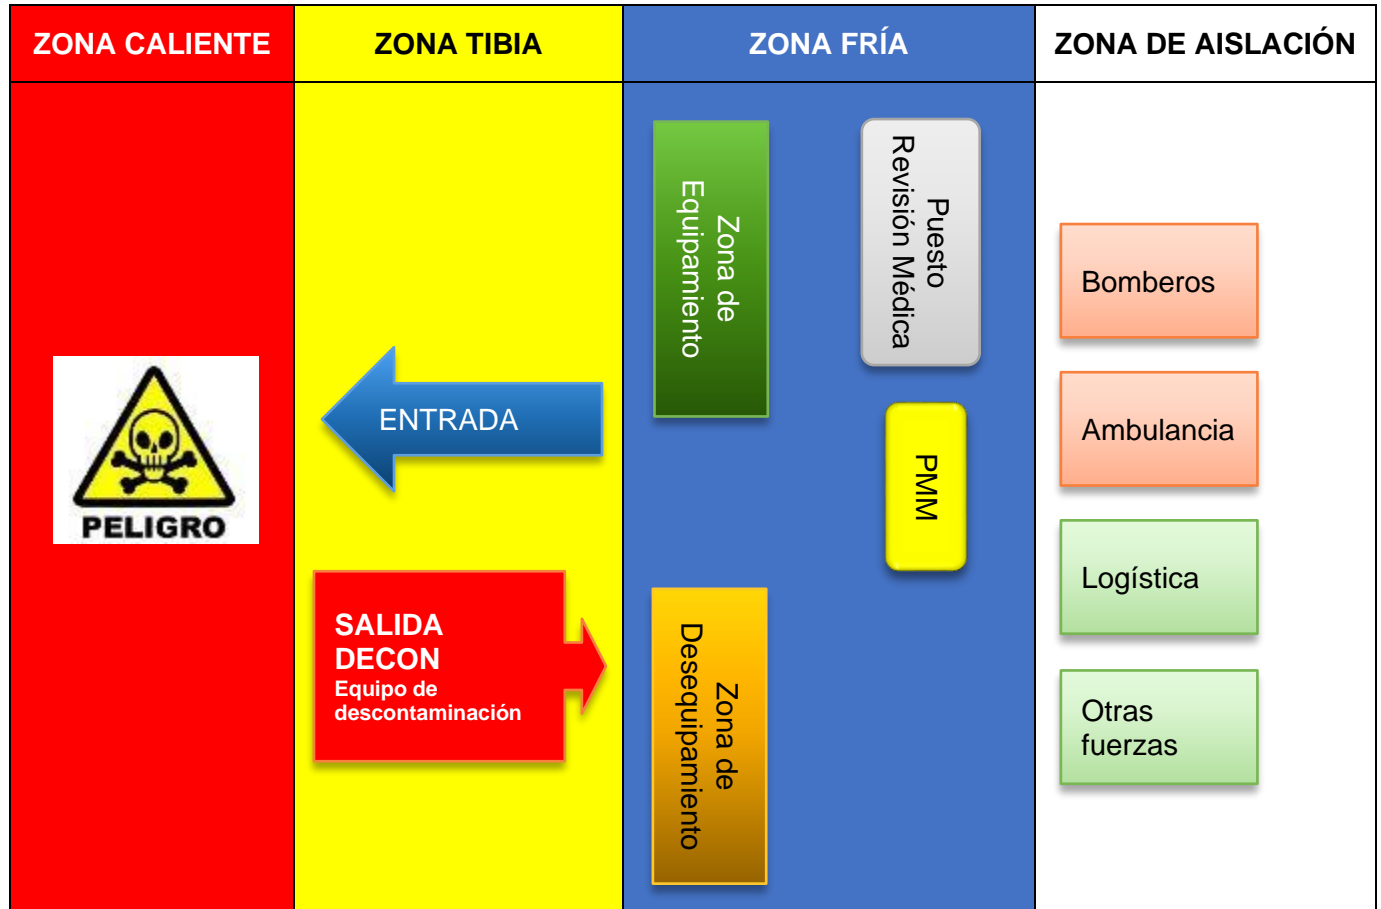 ZONA CALIENTE
ZONA TIBIA
ZONA FRÍA
ZONA DE AISLACIÓN
PELIGRO
ENTRADA
SALIDA
DECON
Equipo de
descontaminación
Zona de
Equipamiento
Puesto
Revisión Médica
PMM
Zona de
Desequipamiento
Bomberos
Ambulancia
Logística
Otras
fuerzas